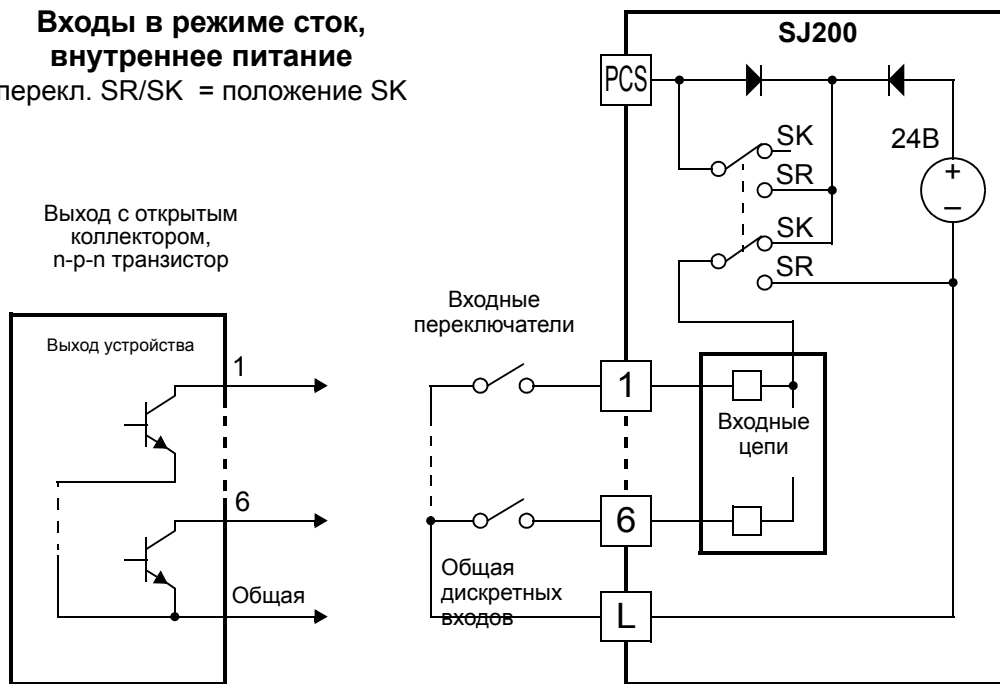 Входы в режиме сток,
внутреннее питание
перекл. SR/SK = положение SK
SJ200
PCS
SK
SR
SK
SR
24В
+
–
Выход с открытым
коллектором,
n-p-n транзистор
Выход устройства
1
6
Общая
Входные
переключатели
1
6
L
Входные
цепи
Общая
дискретных
входов